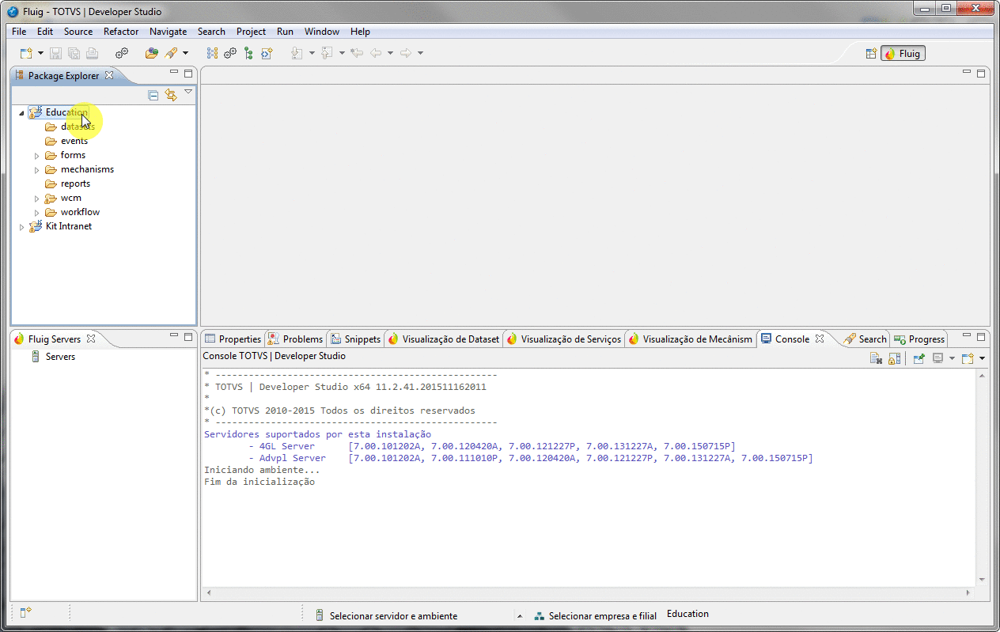 Fluig - TOTVS | Developer Studio
File Edit Source Refactor Navigate Search Project Run Window Help
Fluig
Package Explorer
Education
datasets
events
forms
mechanisms
reports
wcm
workflow
Kit Intranet
Fluig Servers
Servers
Properties Problems Snippets Visualização de Dataset Visualização de Serviços Visualização de Mecânism Console Search Progress
Console TOTVS | Developer Studio
* ---------------------------------------------------
* TOTVS | Developer Studio x64 11.2.41.201511162011
*
*(c) TOTVS 2010-2015 Todos os direitos reservados
* ---------------------------------------------------
Servidores suportados por esta instalação
- 4GL Server [7.00.101202A, 7.00.120420A, 7.00.121227P, 7.00.131227A, 7.00.150715P]
- Advpl Server [7.00.101202A, 7.00.111010P, 7.00.120420A, 7.00.121227P, 7.00.131227A, 7.00.150715P]
Iniciando ambiente...
Fim da inicialização
Selecionar servidor e ambiente Selecionar empresa e filial Education